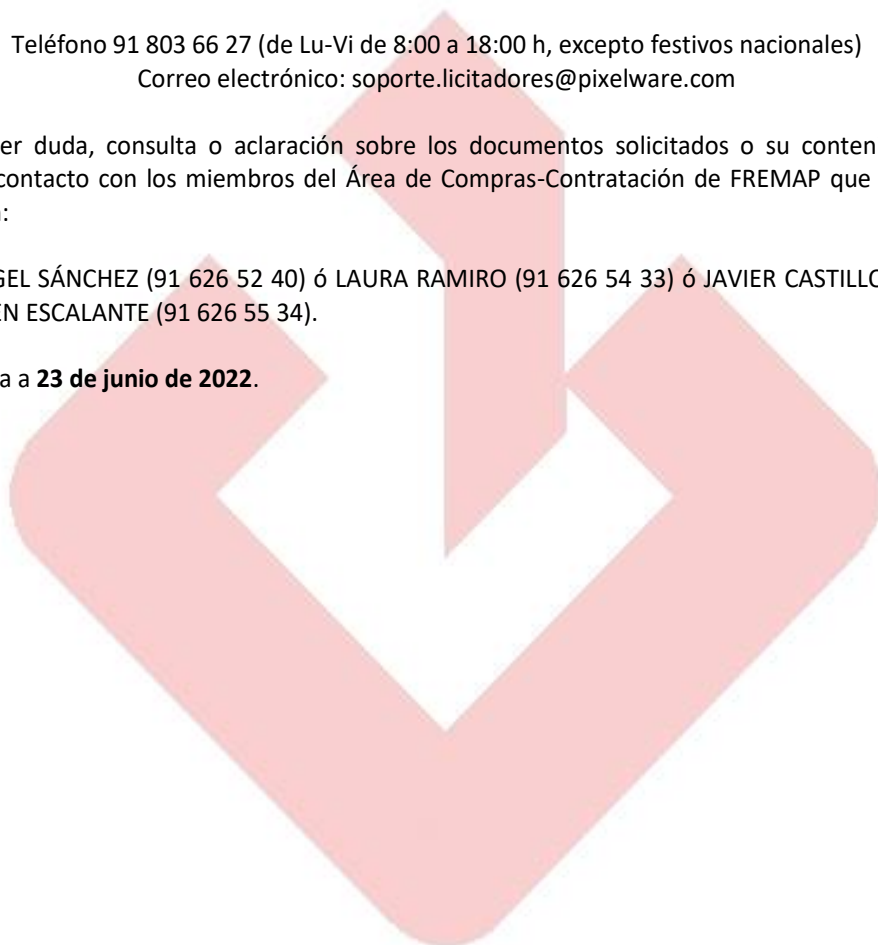 Teléfono 91 803 66 27 (de Lu-Vi de 8:00 a 18:00 h, excepto festivos nacionales)
Correo electrónico: soporte.licitadores@pixelware.com
er duda, consulta o aclaración sobre los documentos solicitados o su conten
contacto con los miembros del Área de Compras-Contratación de FREMAP que
:
GEL SÁNCHEZ (91 626 52 40) ó LAURA RAMIRO (91 626 54 33) ó JAVIER CASTILLO
EN ESCALANTE (91 626 55 34).
a a 23 de junio de 2022.